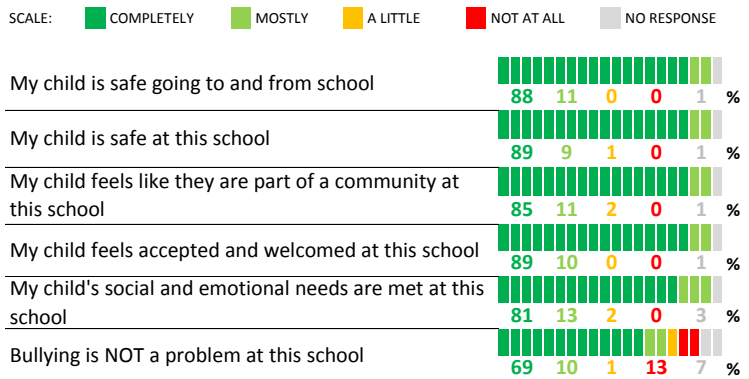 SCALE: COMPLETELY MOSTLY A LITTLE NOT AT ALL NO RESPONSE
My child is safe going to and from school
88 11 0 0 1 %
My child is safe at this school
89 9 1 0 1 %
My child feels like they are part of a community at
this school
85 11 2 0 1 %
My child feels accepted and welcomed at this school
89 10 0 0 1 %
My child's social and emotional needs are met at this
school
81 13 2 0 3 %
Bullying is NOT a problem at this school
69 10 1 13 7 %